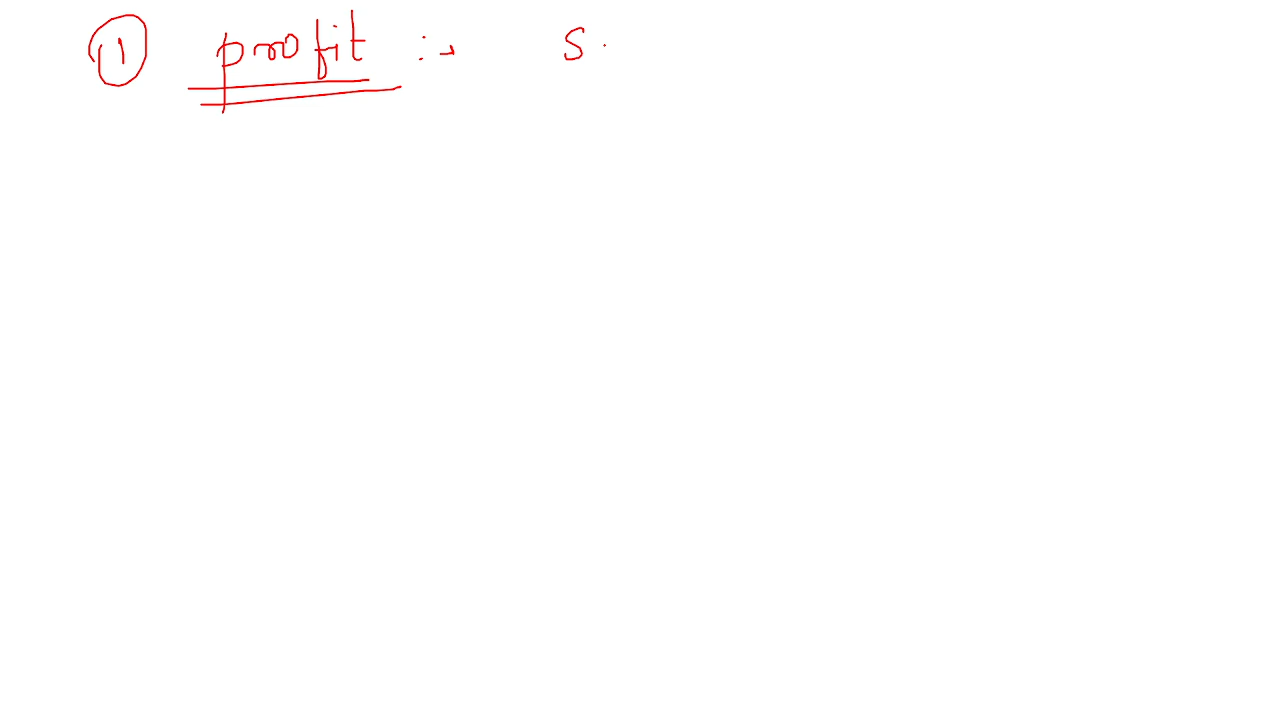 ① profit :→ S.